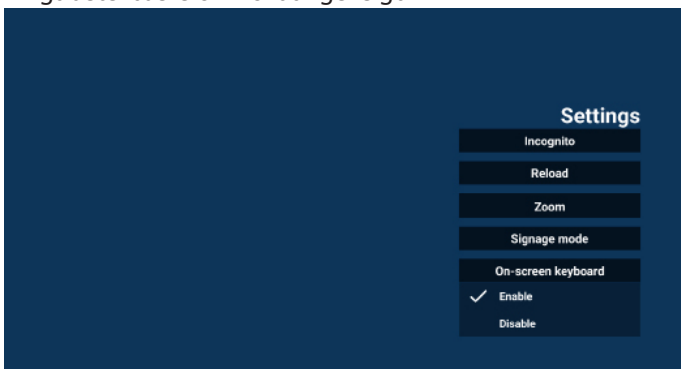 Settings
Incognito
Reload
Zoom
Signage mode
On-screen keyboard
Enable
Disable